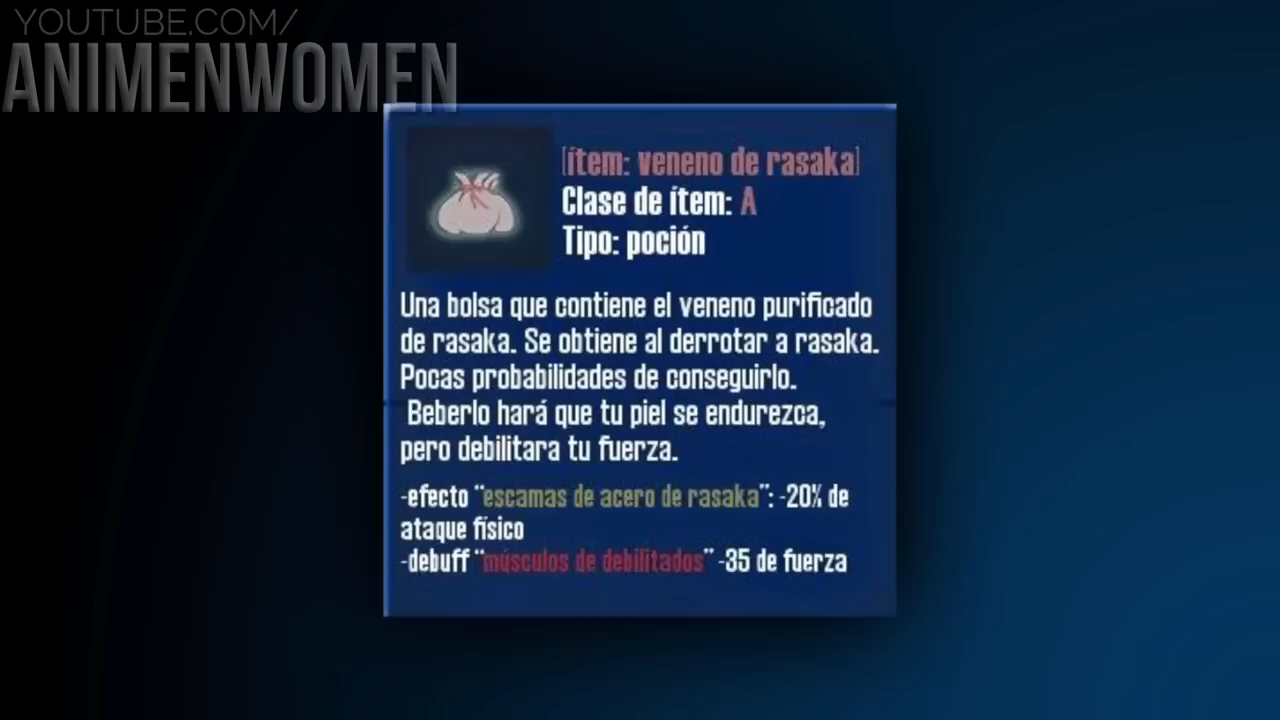 YOUTUBE.COM/
ANIMENWOMEN
[ítem: veneno de rasaka]
Clase de ítem: A
Tipo: poción
Una bolsa que contiene el veneno purificado
de rasaka. Se obtiene al derrotar a rasaka.
Pocas probabilidades de conseguirlo.
Beberlo hará que tu piel se endurezca,
pero debilitara tu fuerza.
-efecto "escamas de acero de rasaka": -20% de
ataque físico
-debuff "músculos de debilitados" -35 de fuerza